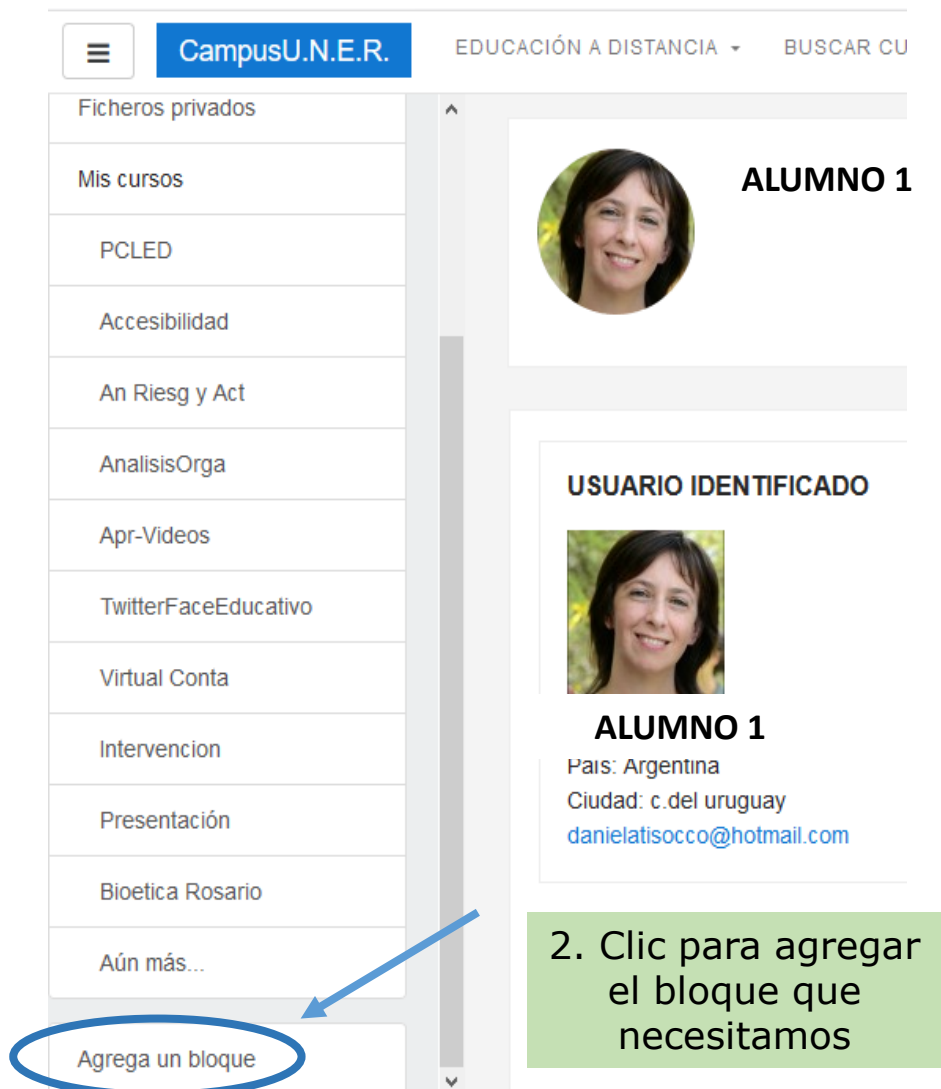 CampusU.N.E.R.
EDUCACIÓN A DISTANCIA
BUSCAR CU
Ficheros privados
Mis cursos
PCLED
Accesibilidad
An Riesg y Act
AnalisisOrga
Apr-Videos
TwitterFaceEducativo
Virtual Conta
Intervencion
Presentación
Bioetica Rosario
Aún más...
Agrega un bloque
ALUMNO 1
USUARIO IDENTIFICADO
ALUMNO 1
País: Argentina
Ciudad: c.del uruguay
danielatisocco@hotmail.com
2. Clic para agregar
el bloque que
necesitamos